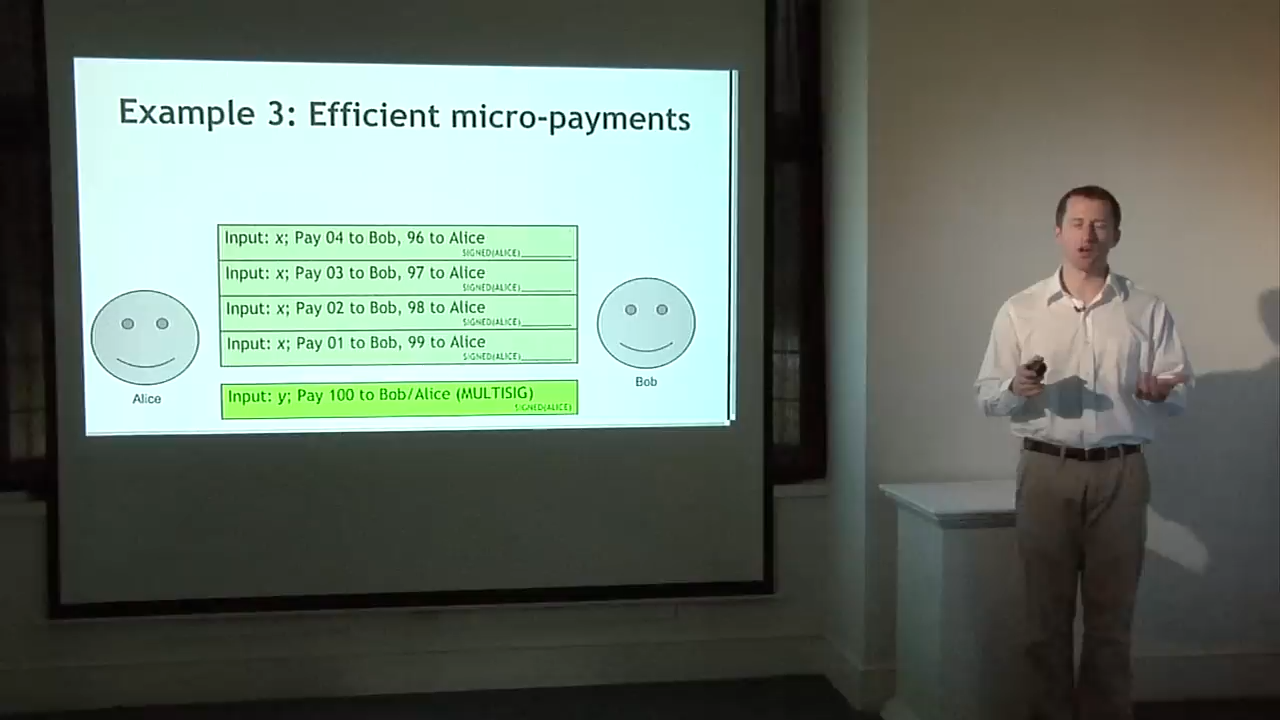 Example 3: Efficient micro-payments
Input: x; Pay 04 to Bob, 96 to Alice
SIGNED(ALICE)
Input: x; Pay 03 to Bob, 97 to Alice
SIGNED(ALICE)
Input: x; Pay 02 to Bob, 98 to Alice
SIGNED(ALICE)
Input: x; Pay 01 to Bob, 99 to Alice
SIGNED(ALICE)
Input: y; Pay 100 to Bob/Alice (MULTISIG)
SIGNED(ALICE)
Alice
Bob